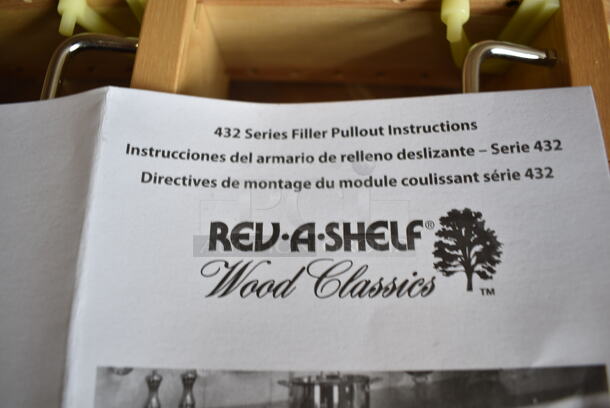 432 Series Filler Pullout Instructions
Instrucciones del armario de relleno deslizante – Serie 432
Directives de montage du module coulissant série 432
REV·A·SHELF®
Wood Classics ™